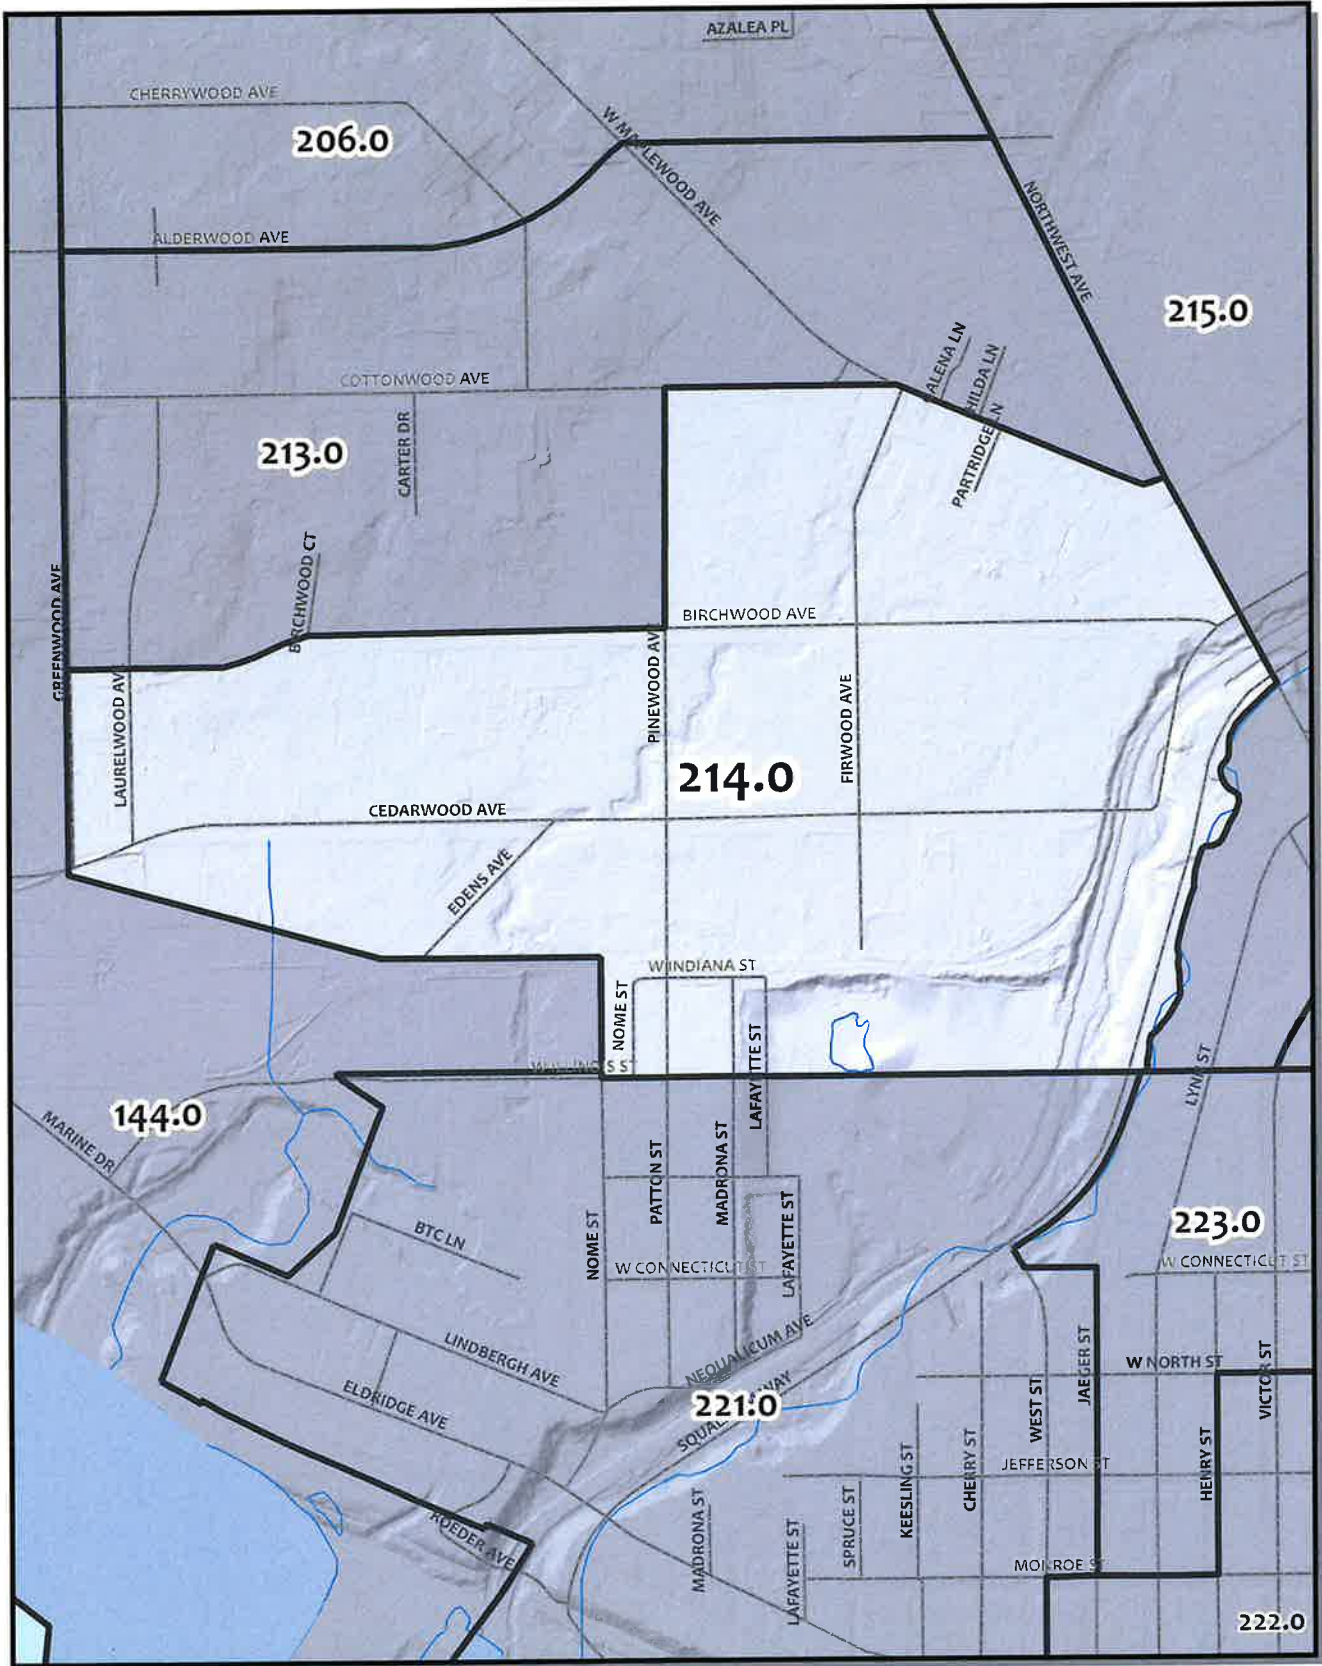 AZALEA PL
CHERRYWOOD AVE
206.0
W MAPLEWOOD AVE
ALDERWOOD AVE
NORTHWEST AVE
215.0
ALENA LN
HILDA LN
COTTONWOOD AVE
PARTRIDGE LN
213.0
CARTER DR
BIRCHWOOD CT
GREENWOOD AVE
BIRCHWOOD AVE
LAURELWOOD AV
PINEWOOD AV
FIRWOOD AVE
214.0
CEDARWOOD AVE
EDENS AVE
W INDIANA ST
NOME ST
LAFAYETTE ST
W ILLINOIS ST
LYNN ST
144.0
MARINE DR
PATTON ST
MADRONA ST
BTC LN
NOME ST
LAFAYETTE ST
223.0
W CONNECTICUT ST
W CONNECTICUT ST
LINDBERGH AVE
NEQUALICUM AVE
JAEGER ST
W NORTH ST
VICTOR ST
ELDRIDGE AVE
221.0
WEST ST
JEFFERSON ST
HENRY ST
KEESLING ST
CHERRY ST
ROEDER AVE
MADRONA ST
LAFAYETTE ST
SPRUCE ST
MONROE ST
222.0